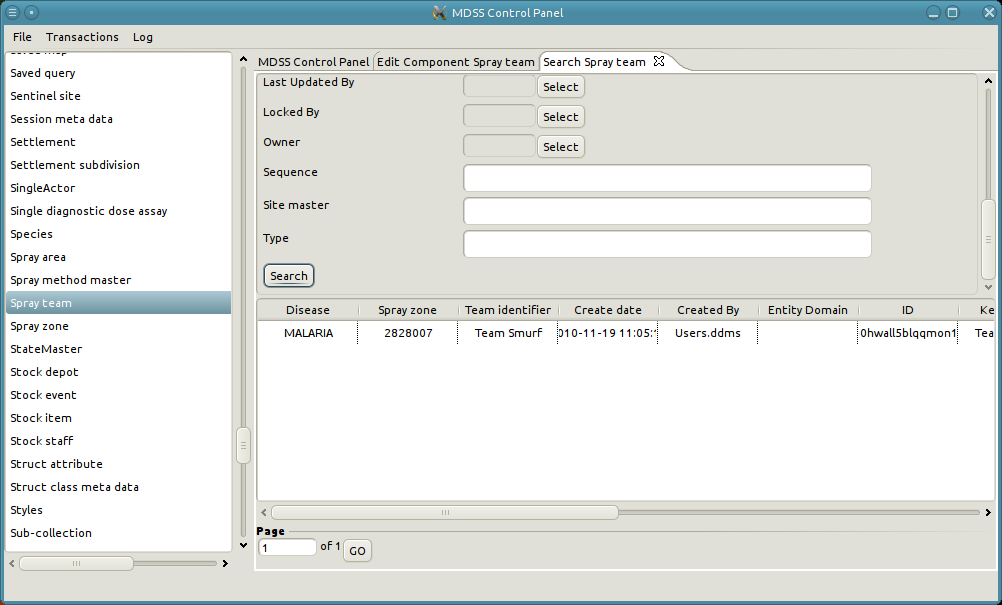 MDSS Control Panel
File Transactions Log
Saved query
Sentinel site
Session meta data
Settlement
Settlement subdivision
SingleActor
Single diagnostic dose assay
Species
Spray area
Spray method master
Spray team
Spray zone
StateMaster
Stock depot
Stock event
Stock item
Stock staff
Struct attribute
Struct class meta data
Styles
Sub-collection
MDSS Control Panel Edit Component Spray team Search Spray team
Last Updated By Select
Locked By Select
Owner Select
Sequence
Site master
Type
Search
Disease Spray zone Team identifier Create date Created By Entity Domain ID Ke
MALARIA 2828007 Team Smurf 010-11-19 11:05: Users.ddms 0hwall5blqqmon1 Tea
Page
1 of 1 GO